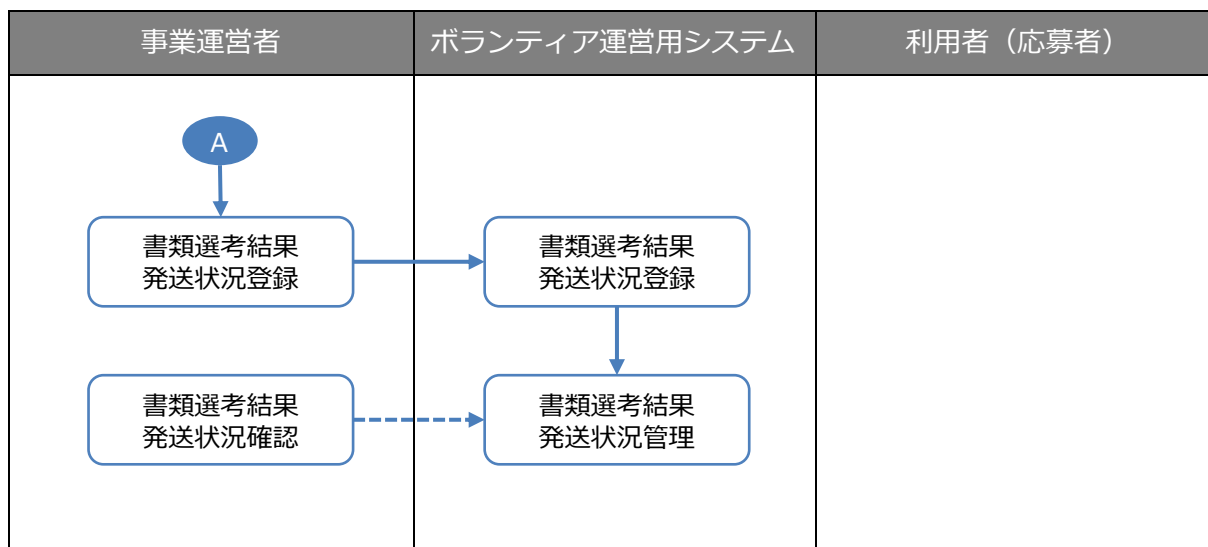 事業運営者
ボランティア運営用システム
利用者（応募者）
A
書類選考結果
発送状況登録
書類選考結果
発送状況登録
書類選考結果
発送状況確認
書類選考結果
発送状況管理